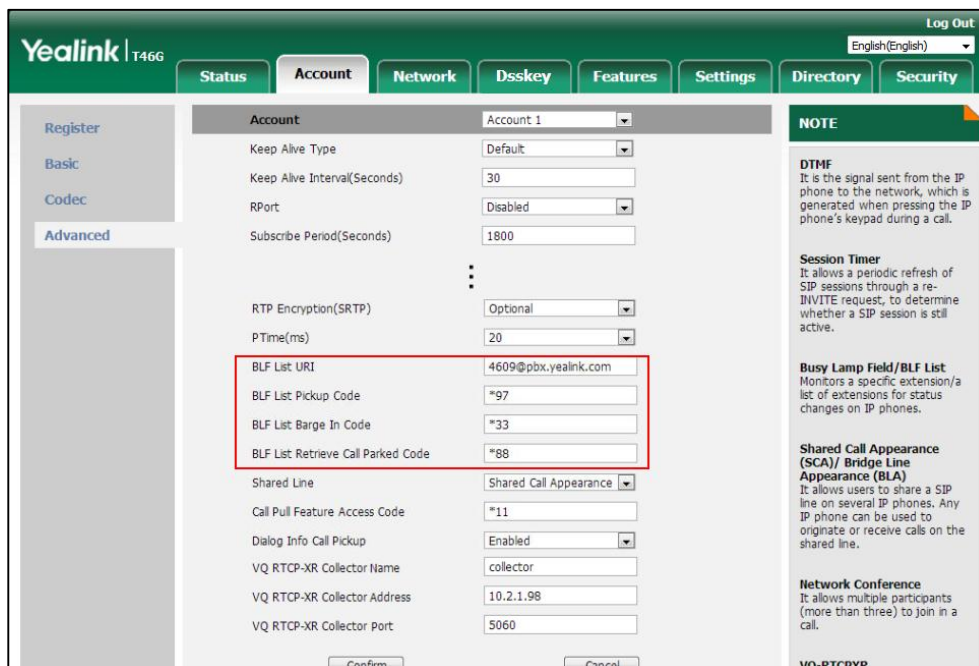 Log Out
Yealink | T46G
English(English)
Status Account Network Dsskey Features Settings Directory Security
Register
Basic
Codec
Advanced
Account Account 1
Keep Alive Type Default
Keep Alive Interval(Seconds) 30
RPort Disabled
Subscribe Period(Seconds) 1800
RTP Encryption(SRTP) Optional
PTime(ms) 20
BLF List URI 4609@pbx.yealink.com
BLF List Pickup Code *97
BLF List Barge In Code *33
BLF List Retrieve Call Parked Code *88
Shared Line Shared Call Appearance
Call Pull Feature Access Code *11
Dialog Info Call Pickup Enabled
VQ RTCP-XR Collector Name collector
VQ RTCP-XR Collector Address 10.2.1.98
VQ RTCP-XR Collector Port 5060
Confirm Cancel
NOTE
DTMF
It is the signal sent from the IP
phone to the network, which is
generated when pressing the IP
phone's keypad during a call.
Session Timer
It allows a periodic refresh of
SIP sessions through a re-
INVITE request, to determine
whether a SIP session is still
active.
Busy Lamp Field/BLF List
Monitors a specific extension/a
list of extensions for status
changes on IP phones.
Shared Call Appearance
(SCA)/ Bridge Line
Appearance (BLA)
It allows users to share a SIP
line on several IP phones. Any
IP phone can be used to
originate or receive calls on the
shared line.
Network Conference
It allows multiple participants
(more than three) to join in a
call.
VQ-RTCPXR